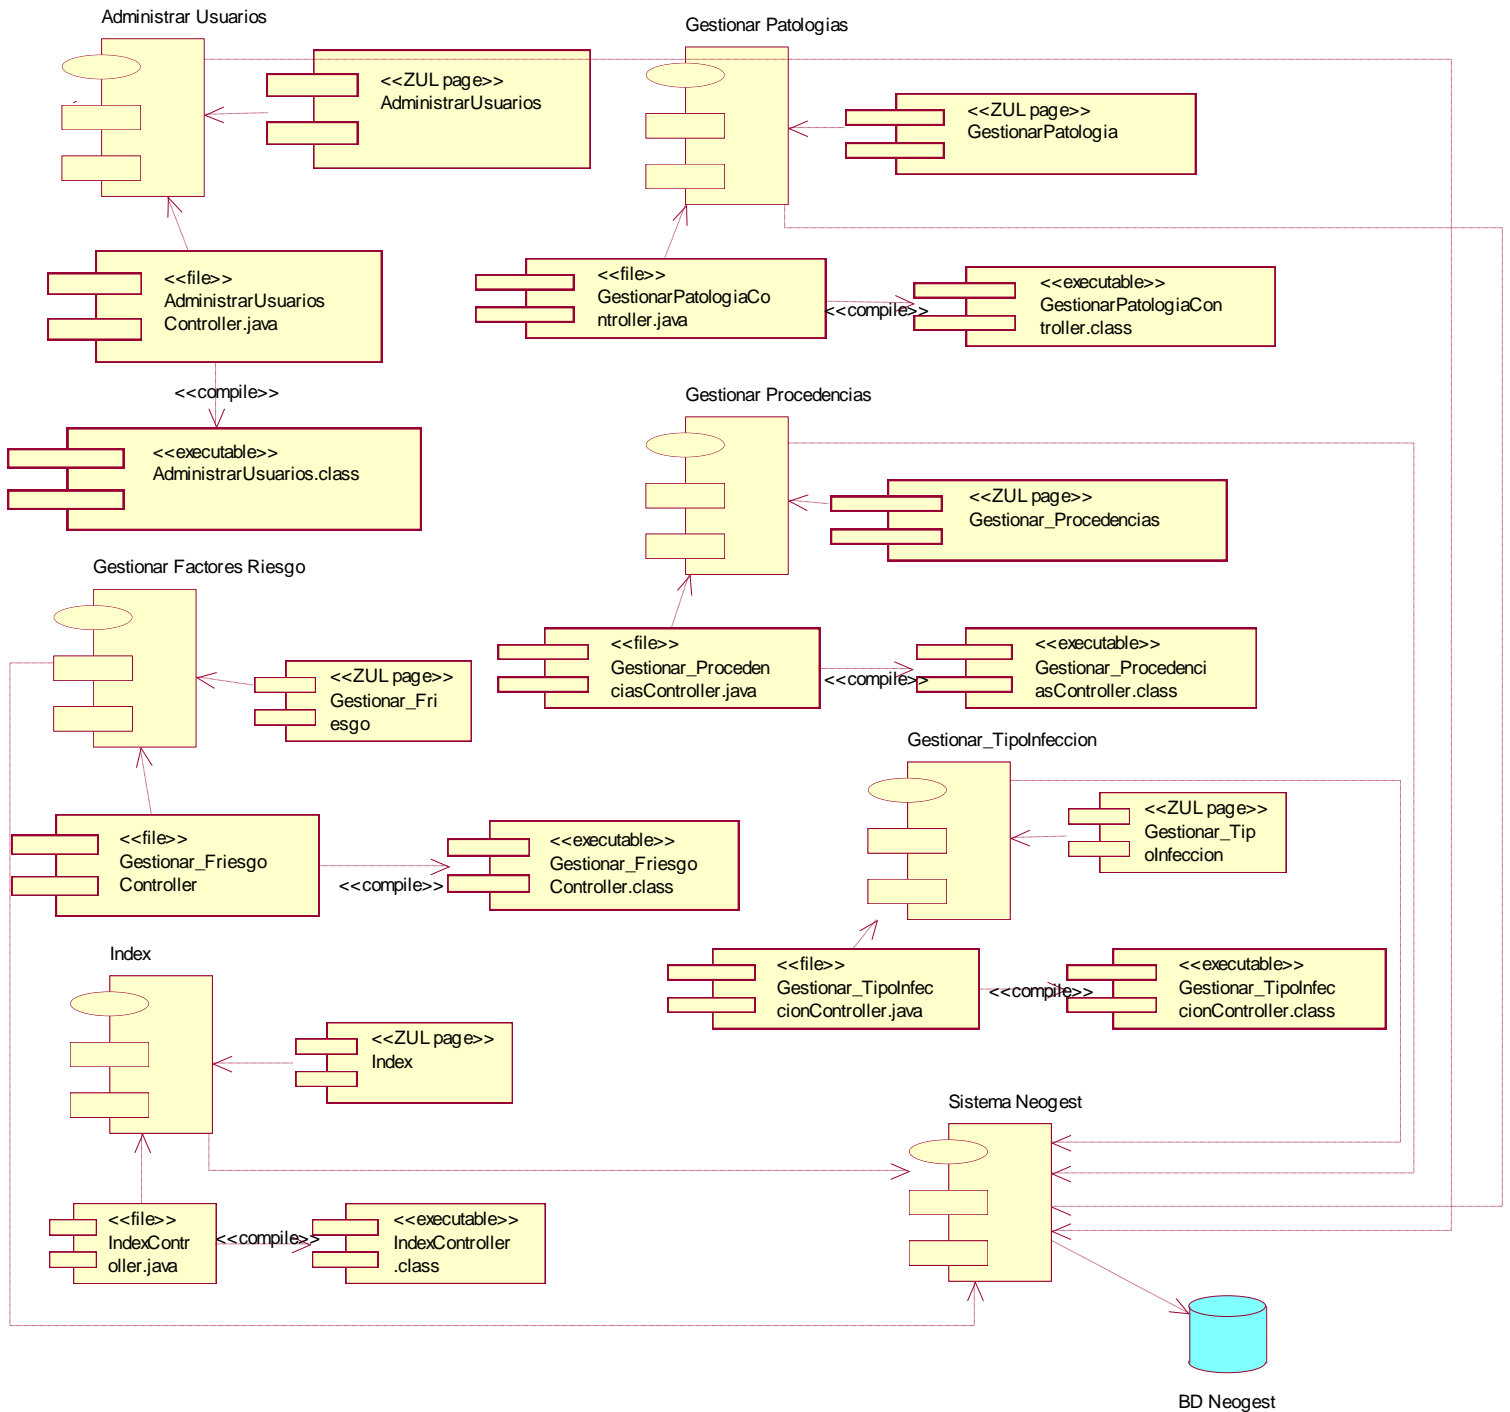 Administrar Usuarios
<<ZUL page>>
AdministrarUsuarios
<<file>>
AdministrarUsuarios
Controller.java
<<compile>>
<<executable>>
AdministrarUsuarios.class
Gestionar Patologias
<<ZUL page>>
GestionarPatologia
<<file>>
GestionarPatologiaCo
ntroller.java
<<compile>>
<<executable>>
GestionarPatologiaCon
troller.class
Gestionar Procedencias
<<ZUL page>>
Gestionar_Procedencias
<<file>>
Gestionar_Proceden
ciasController.java
<<compile>>
<<executable>>
Gestionar_Procedenci
asController.class
Gestionar Factores Riesgo
<<ZUL page>>
Gestionar_Fri
esgo
<<file>>
Gestionar_Friesgo
Controller
<<compile>>
<<executable>>
Gestionar_Friesgo
Controller.class
Gestionar_TipoInfeccion
<<ZUL page>>
Gestionar_Tip
oInfeccion
<<file>>
Gestionar_TipoInfec
cionController.java
<<compile>>
<<executable>>
Gestionar_TipoInfec
cionController.class
Index
<<ZUL page>>
Index
<<file>>
IndexContr
oller.java
<<compile>>
<<executable>>
IndexController
.class
Sistema Neogest
BD Neogest